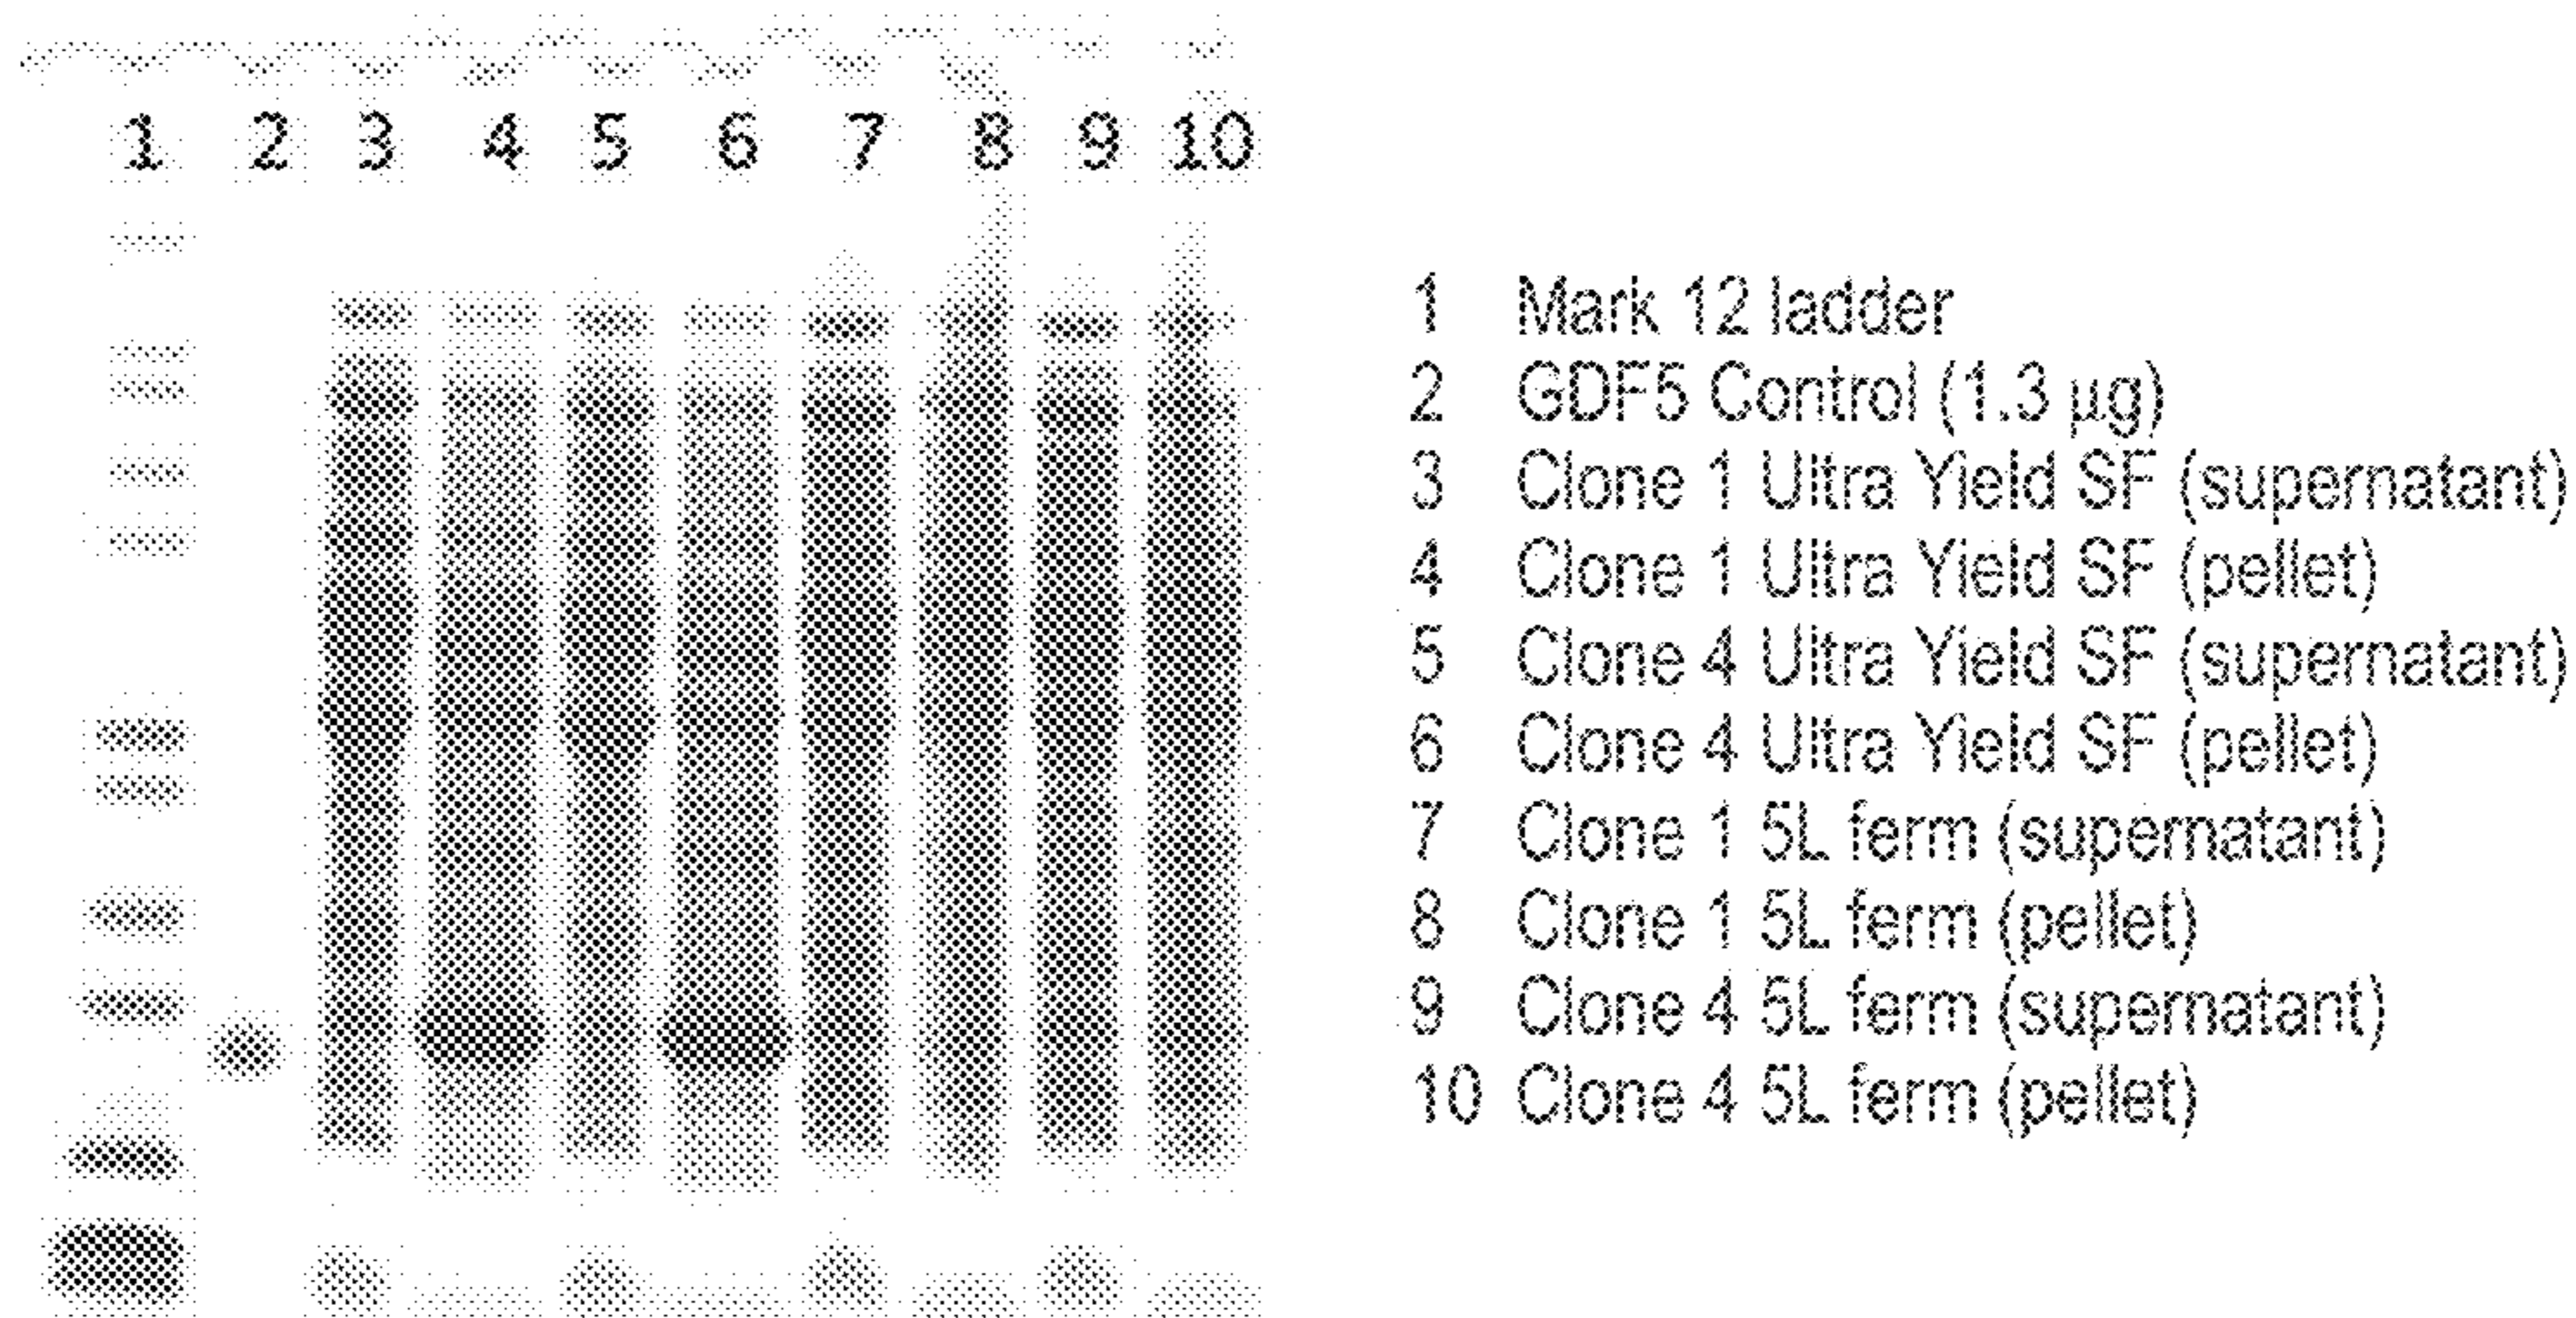 1 2 3 4 5 6 7 8 9 10
1 Mark 12 ladder
2 GDF5 Control (1.3 µg)
3 Clone 1 Ultra Yield SF (supernatant)
4 Clone 1 Ultra Yield SF (pellet)
5 Clone 4 Ultra Yield SF (supernatant)
6 Clone 4 Ultra Yield SF (pellet)
7 Clone 1 5L ferm (supernatant)
8 Clone 1 5L ferm (pellet)
9 Clone 4 5L ferm (supernatant)
10 Clone 4 5L ferm (pellet)